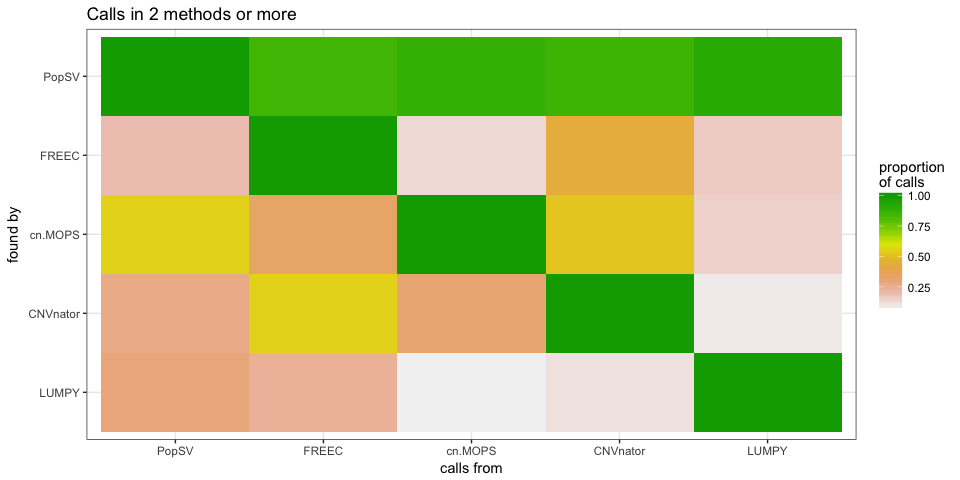 Calls in 2 methods or more
found by
PopSV
FREEC
cn.MOPS
CNVnator
LUMPY
PopSV
FREEC
cn.MOPS
CNVnator
LUMPY
calls from
proportion
of calls
1.00
0.75
0.50
0.25